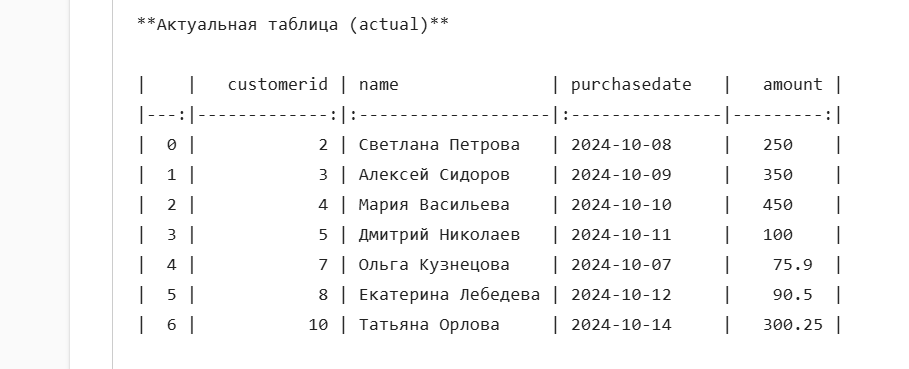 **Актуальная таблица (actual)**
|    |   customerid | name               | purchasedate   |   amount |
|---:|-------------:|:-------------------|:---------------|---------:|
|  0 |            2 | Светлана Петрова   | 2024-10-08     |   250    |
|  1 |            3 | Алексей Сидоров    | 2024-10-09     |   350    |
|  2 |            4 | Мария Васильева    | 2024-10-10     |   450    |
|  3 |            5 | Дмитрий Николаев   | 2024-10-11     |   100    |
|  4 |            7 | Ольга Кузнецова    | 2024-10-07     |    75.9  |
|  5 |            8 | Екатерина Лебедева | 2024-10-12     |    90.5  |
|  6 |           10 | Татьяна Орлова     | 2024-10-14     |   300.25 |